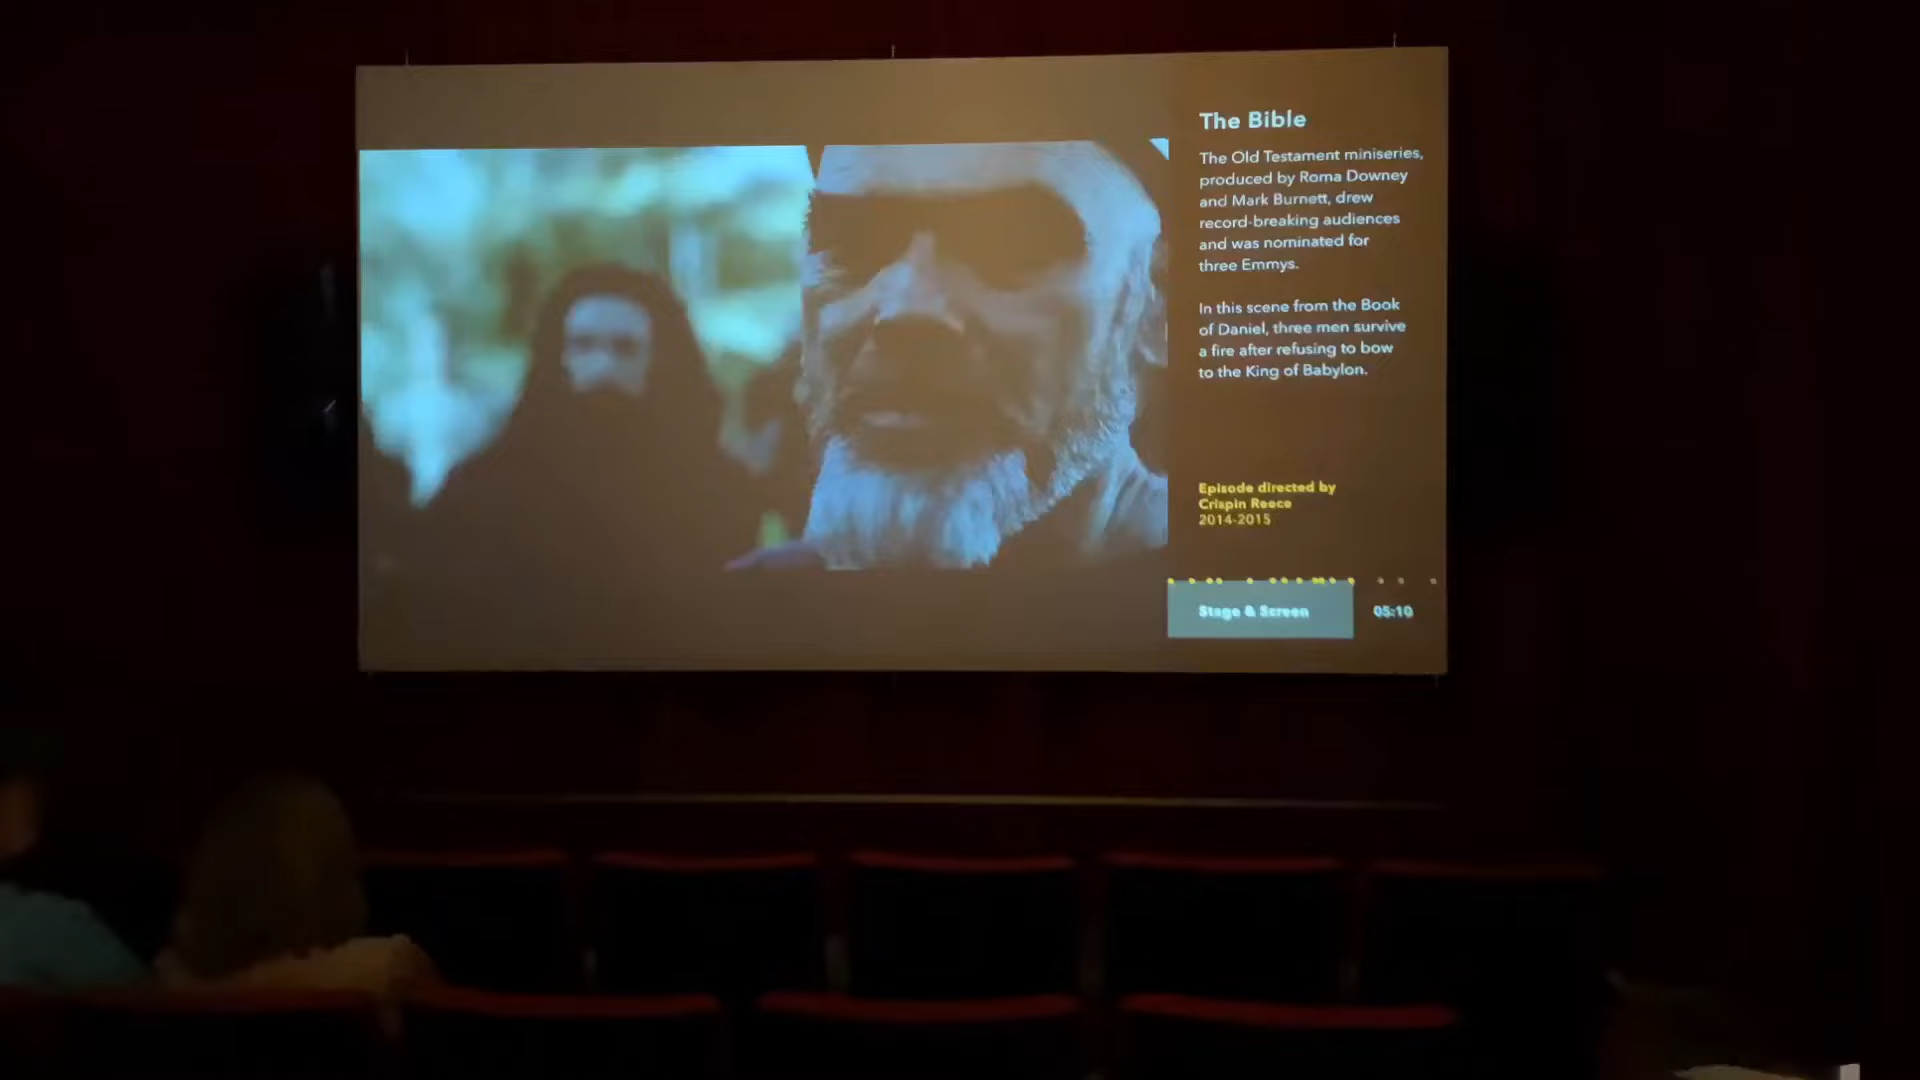 The Bible
The Old Testament miniseries,
produced by Roma Downey
and Mark Burnett, drew
record-breaking audiences
and was nominated for
three Emmys.
In this scene from the Book
of Daniel, three men survive
a fire after refusing to bow
to the King of Babylon.
Episode directed by
Crispin Reece
2014-2015
Stage & Screen
05:10